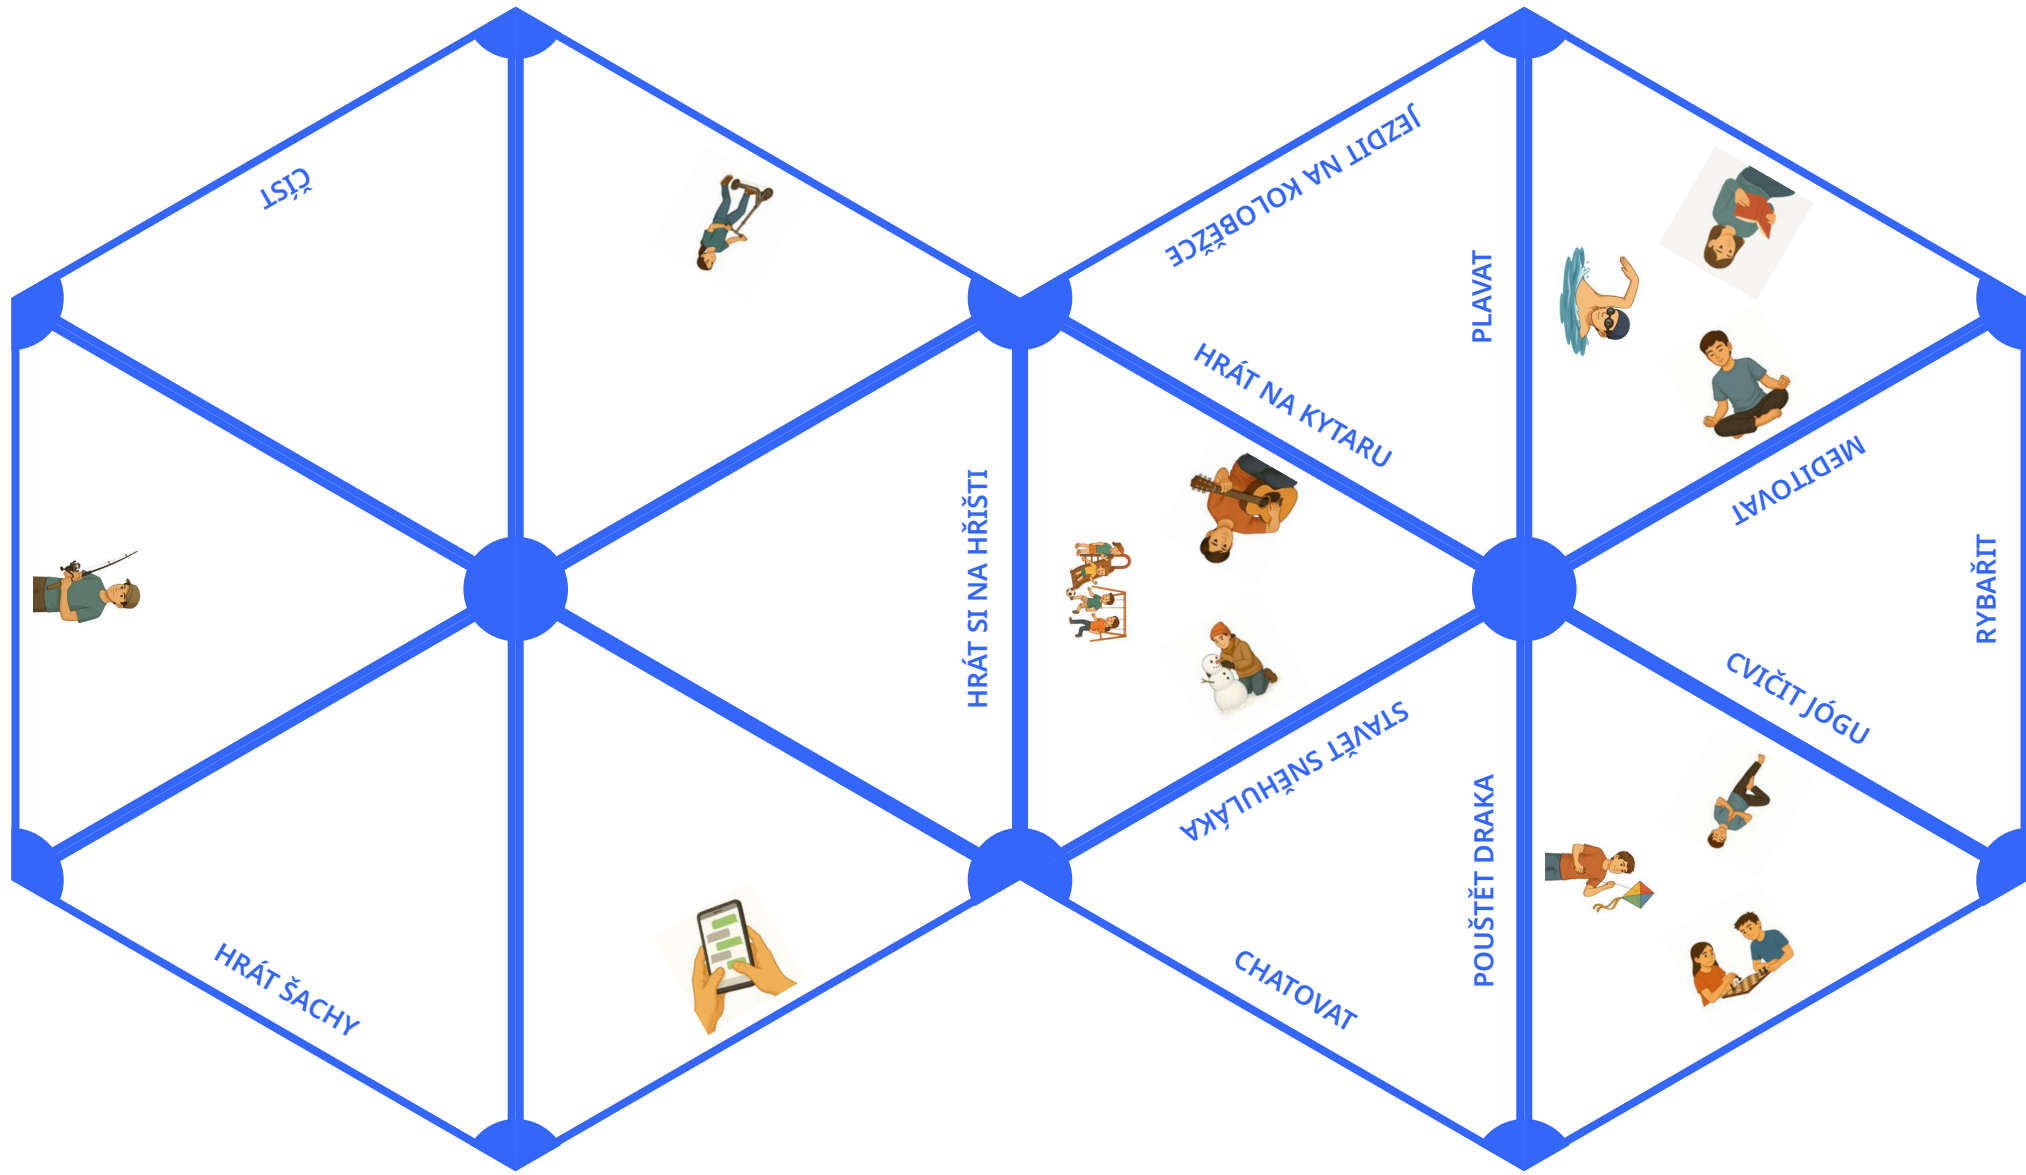 ČÍST
JEZDIT NA KOLOBĚŽCE
PLAVAT
HRÁT NA KYTARU
MEDITOVAT
HRÁT SI NA HŘIŠTI
RYBAŘIT
CVIČIT JÓGU
STAVĚT SNĚHULÁKA
POUŠTĚT DRAKA
HRÁT ŠACHY
CHATOVAT